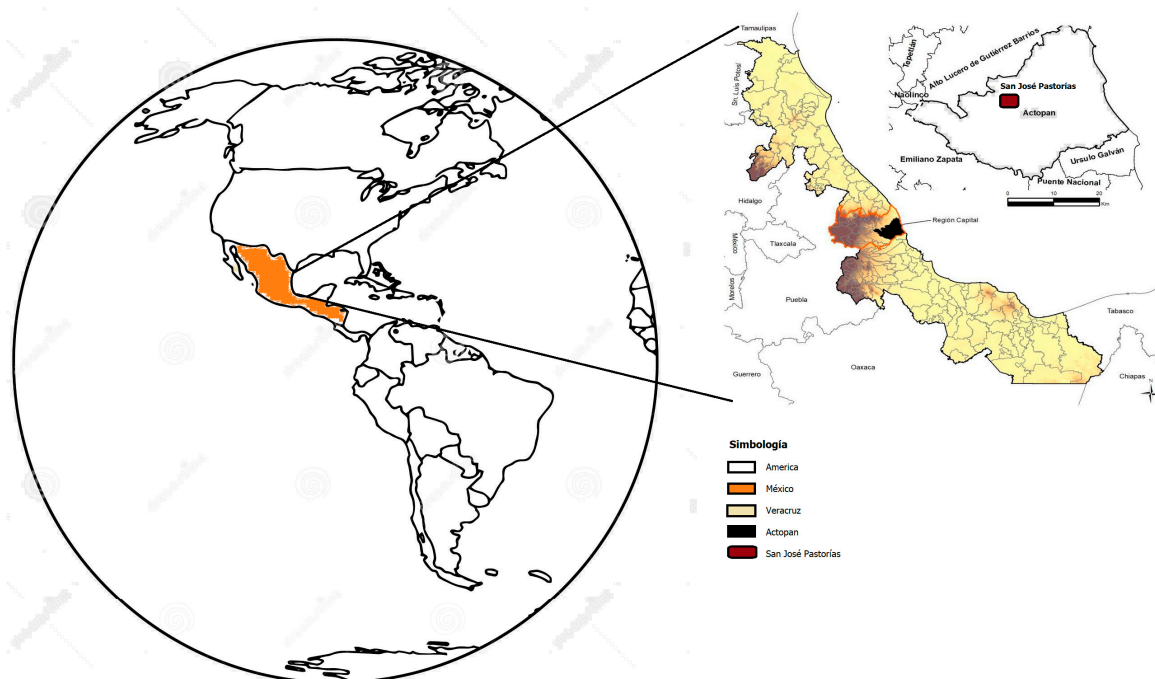 Tamaulipas
Sn. Luis Potosí
Hidalgo
México
Tlaxcala
Morelos
Puebla
Guerrero
Oaxaca
Región Capital
Tabasco
Chiapas
N
Tepetlán
Alto Lucero de Gutiérrez Barrios
Naolinco
San José Pastorías
Actopan
Emiliano Zapata
Ursulo Galván
Puente Nacional
0 10 20
Km
Simbología
America
México
Veracruz
Actopan
San José Pastorías